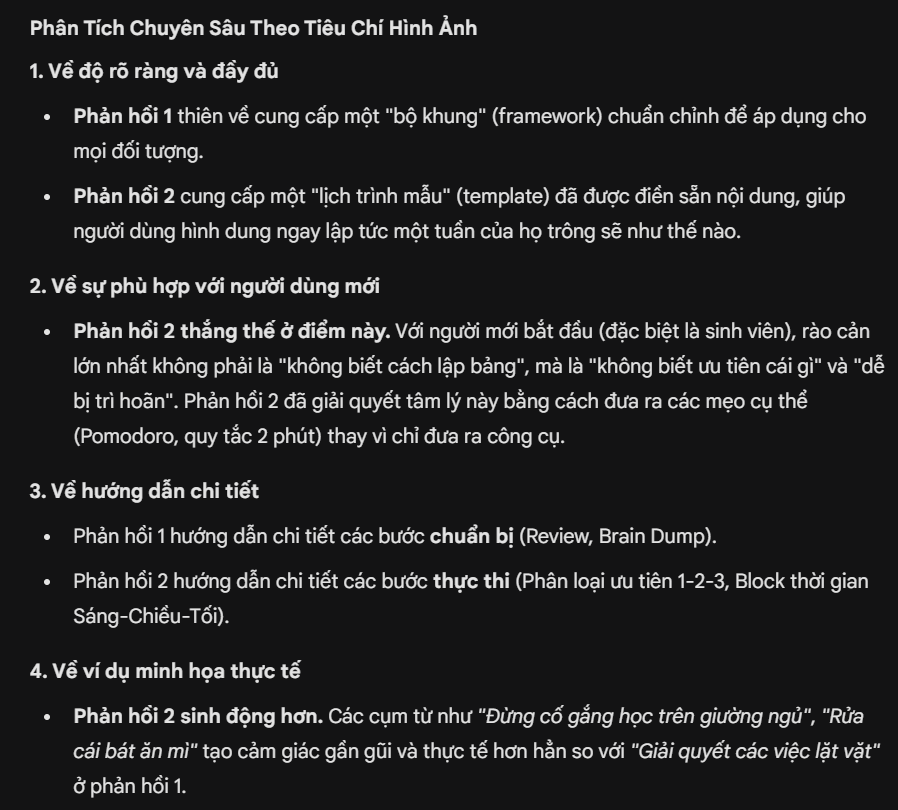 Phân Tích Chuyên Sâu Theo Tiêu Chí Hình Ảnh
1. Về độ rõ ràng và đầy đủ
• Phản hồi 1 thiên về cung cấp một "bộ khung" (framework) chuẩn chỉnh để áp dụng cho
mọi đối tượng.
• Phản hồi 2 cung cấp một "lịch trình mẫu" (template) đã được điền sẵn nội dung, giúp
người dùng hình dung ngay lập tức một tuần của họ trông sẽ như thế nào.
2. Về sự phù hợp với người dùng mới
• Phản hồi 2 thắng thế ở điểm này. Với người mới bắt đầu (đặc biệt là sinh viên), rào cản
lớn nhất không phải là "không biết cách lập bảng", mà là "không biết ưu tiên cái gì" và "dễ
bị trì hoãn". Phản hồi 2 đã giải quyết tâm lý này bằng cách đưa ra các mẹo cụ thể
(Pomodoro, quy tắc 2 phút) thay vì chỉ đưa ra công cụ.
3. Về hướng dẫn chi tiết
• Phản hồi 1 hướng dẫn chi tiết các bước chuẩn bị (Review, Brain Dump).
• Phản hồi 2 hướng dẫn chi tiết các bước thực thi (Phân loại ưu tiên 1-2-3, Block thời gian
Sáng-Chiều-Tối).
4. Về ví dụ minh họa thực tế
• Phản hồi 2 sinh động hơn. Các cụm từ như "Đừng cố gắng học trên giường ngủ", "Rửa
cái bát ăn mì" tạo cảm giác gần gũi và thực tế hơn hẳn so với "Giải quyết các việc lặt vặt"
ở phản hồi 1.